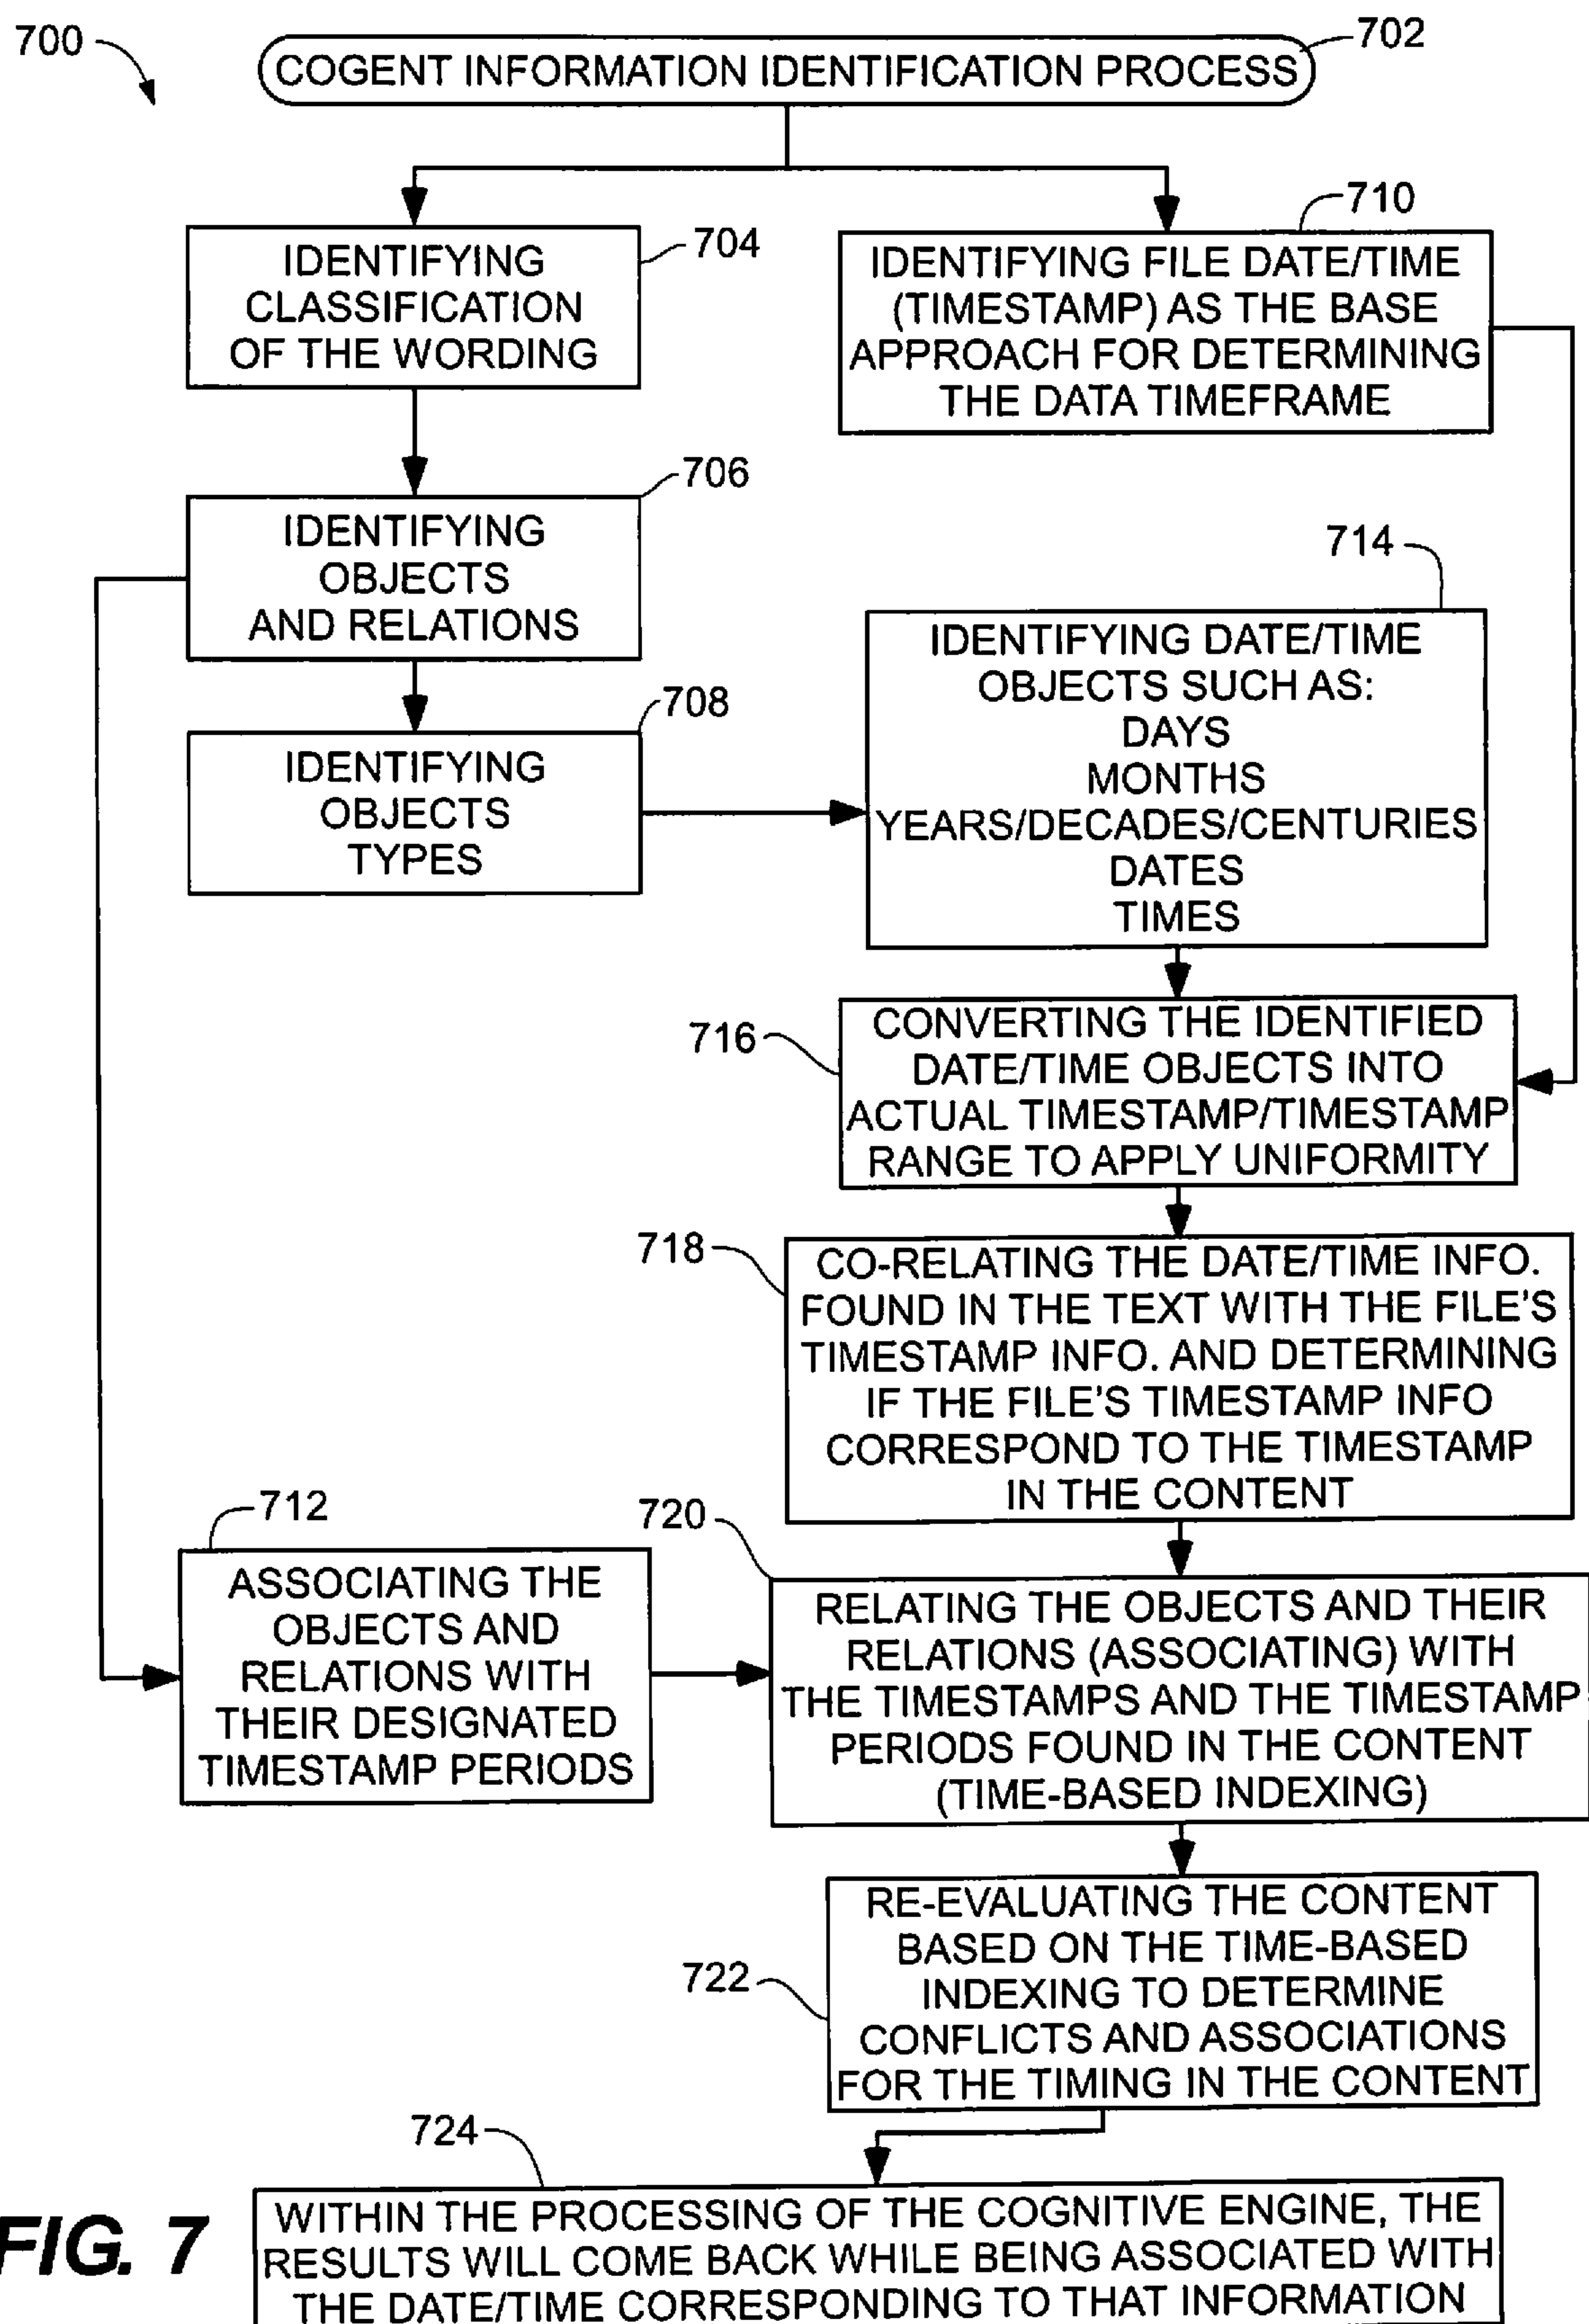 700
702
COGENT INFORMATION IDENTIFICATION PROCESS
704
IDENTIFYING
CLASSIFICATION
OF THE WORDING
710
IDENTIFYING FILE DATE/TIME
(TIMESTAMP) AS THE BASE
APPROACH FOR DETERMINING
THE DATA TIMEFRAME
706
IDENTIFYING
OBJECTS
AND RELATIONS
708
IDENTIFYING
OBJECTS
TYPES
714
IDENTIFYING DATE/TIME
OBJECTS SUCH AS:
DAYS
MONTHS
YEARS/DECADES/CENTURIES
DATES
TIMES
716
CONVERTING THE IDENTIFIED
DATE/TIME OBJECTS INTO
ACTUAL TIMESTAMP/TIMESTAMP
RANGE TO APPLY UNIFORMITY
718
CO-RELATING THE DATE/TIME INFO.
FOUND IN THE TEXT WITH THE FILE'S
TIMESTAMP INFO. AND DETERMINING
IF THE FILE'S TIMESTAMP INFO
CORRESPOND TO THE TIMESTAMP
IN THE CONTENT
712
ASSOCIATING THE
OBJECTS AND
RELATIONS WITH
THEIR DESIGNATED
TIMESTAMP PERIODS
720
RELATING THE OBJECTS AND THEIR
RELATIONS (ASSOCIATING) WITH
THE TIMESTAMPS AND THE TIMESTAMP
PERIODS FOUND IN THE CONTENT
(TIME-BASED INDEXING)
722
RE-EVALUATING THE CONTENT
BASED ON THE TIME-BASED
INDEXING TO DETERMINE
CONFLICTS AND ASSOCIATIONS
FOR THE TIMING IN THE CONTENT
724
WITHIN THE PROCESSING OF THE COGNITIVE ENGINE, THE
RESULTS WILL COME BACK WHILE BEING ASSOCIATED WITH
THE DATE/TIME CORRESPONDING TO THAT INFORMATION
FIG. 7